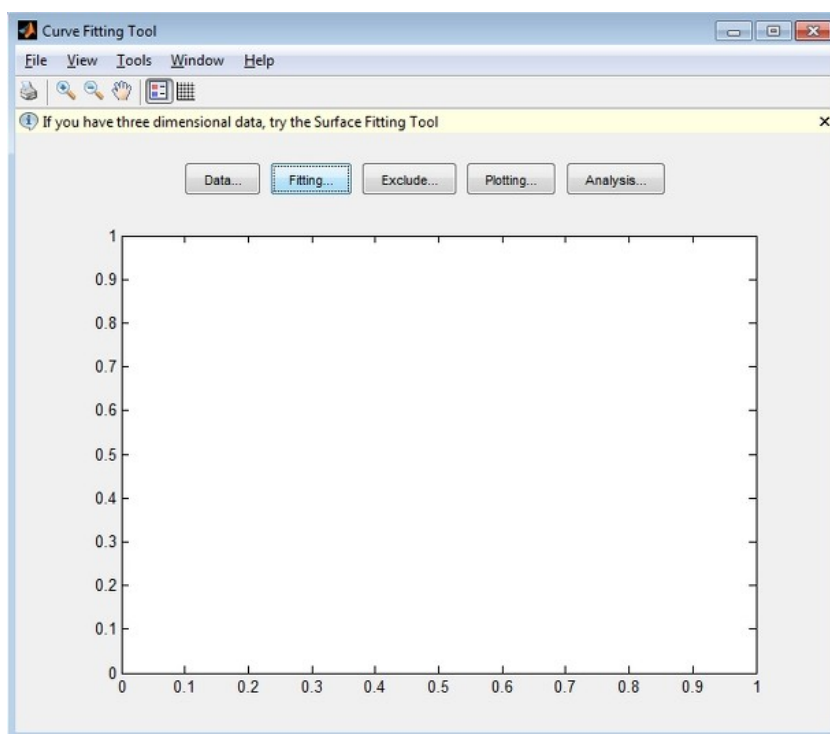 Curve Fitting Tool
File View Tools Window Help
If you have three dimensional data, try the Surface Fitting Tool
Data... Fitting... Exclude... Plotting... Analysis...
1
0.9
0.8
0.7
0.6
0.5
0.4
0.3
0.2
0.1
0
0 0.1 0.2 0.3 0.4 0.5 0.6 0.7 0.8 0.9 1